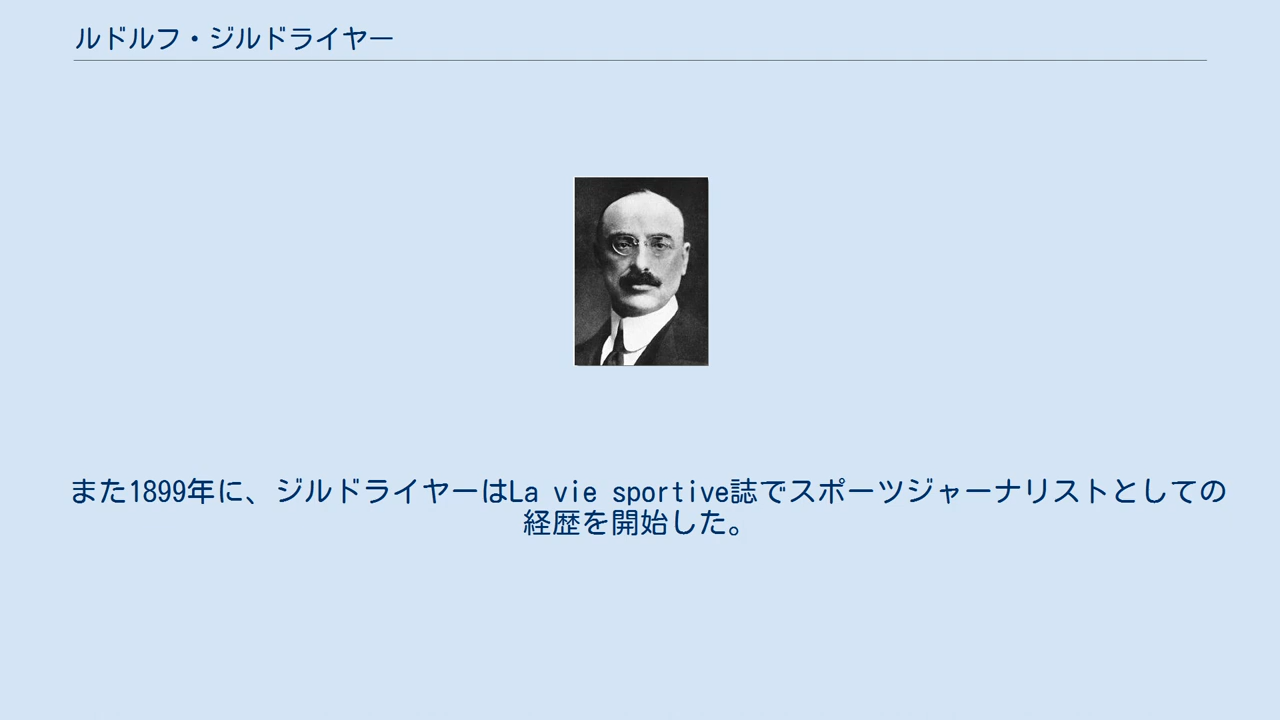 ルドルフ・ジルドライヤー
また1899年に、ジルドライヤーはLa vie sportive誌でスポーツジャーナリストとしての
経歴を開始した。